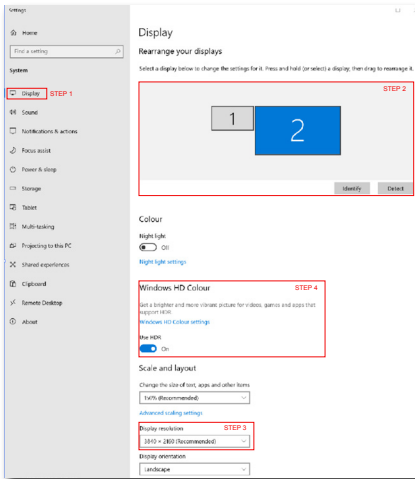 Settings
Home
Find a setting
System
Display STEP 1
Sound
Notifications & actions
Focus assist
Power & sleep
Storage
Tablet
Multi-tasking
Projecting to this PC
Shared experiences
Clipboard
Remote Desktop
About
Display
Rearrange your displays
Select a display below to change the settings for it. Press and hold (or select) a display, then drag to rearrange it.
STEP 2
1
2
Identify Detect
Colour
Night light
Off
Night light settings
Windows HD Colour STEP 4
Get a brighter and more vibrant picture for videos, games and apps that
support HDR.
Windows HD Colour settings
Use HDR
On
Scale and layout
Change the size of text, apps and other items
Advanced scaling settings
Display resolution STEP 3
3840 × 2160 (Recommended)
Display orientation
Landscape